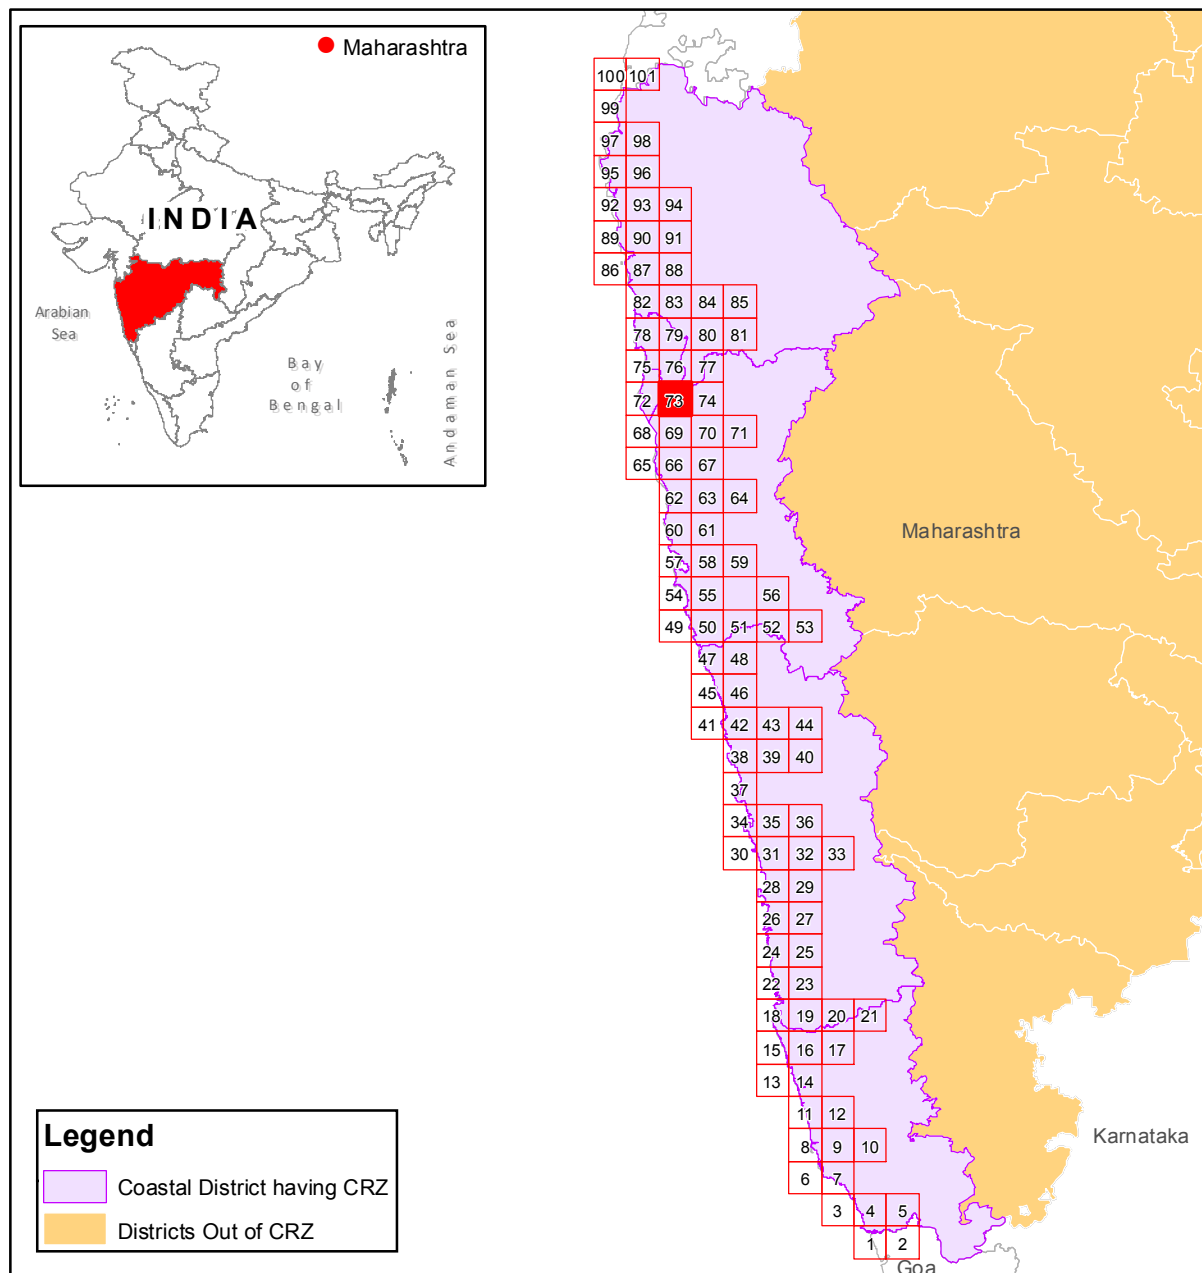 Maharashtra
INDIA
Arabian
Sea
Bay
of
Bengal
Andaman Sea
100 101
99
97 98
95 96
92 93 94
89 90 91
86 87 88
82 83 84 85
78 79 80 81
75 76 77
72 73 74
68 69 70 71
65 66 67
62 63 64
60 61
Maharashtra
57 58 59
54 55 56
49 50 51 52 53
47 48
45 46
41 42 43 44
38 39 40
37
34 35 36
30 31 32 33
28 29
26 27
24 25
22 23
18 19 20 21
15 16 17
13 14
11 12
Karnataka
8 9 10
6 7
3 4 5
1 2
Goa
Legend
Coastal District having CRZ
Districts Out of CRZ